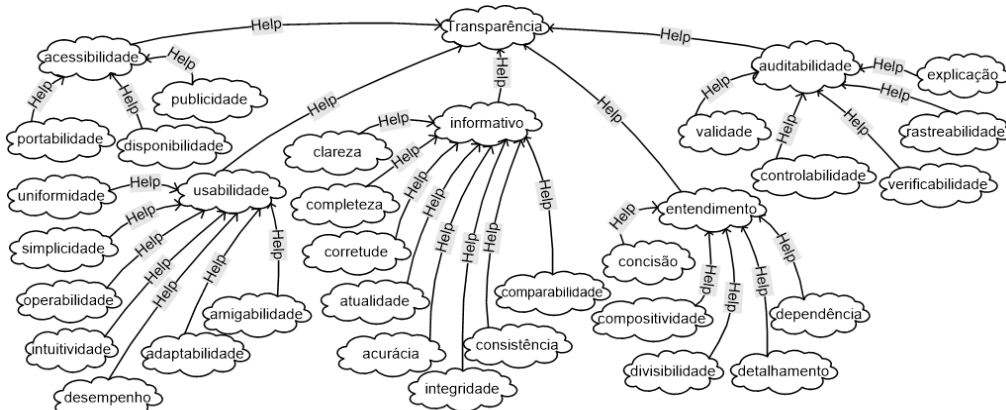 Transparência
Help
Help
acessibilidade
Help
Help
Help
publicidade
portabilidade
disponibilidade
Help
usabilidade
uniformidade
Help
simplicidade
Help
operabilidade
Help
intuitividade
Help
desempenho
Help
adaptabilidade
Help
amigabilidade
Help
Help
informativo
clareza
Help
completeza
Help
corretude
Help
atualidade
Help
acurácia
Help
integridade
Help
consistência
Help
comparabilidade
Help
Help
entendimento
Help
concisão
compositividade
Help
divisibilidade
Help
detalhamento
Help
dependência
Help
auditabilidade
Help
explicação
Help
validade
Help
rastreabilidade
Help
controlabilidade
Help
verificabilidade